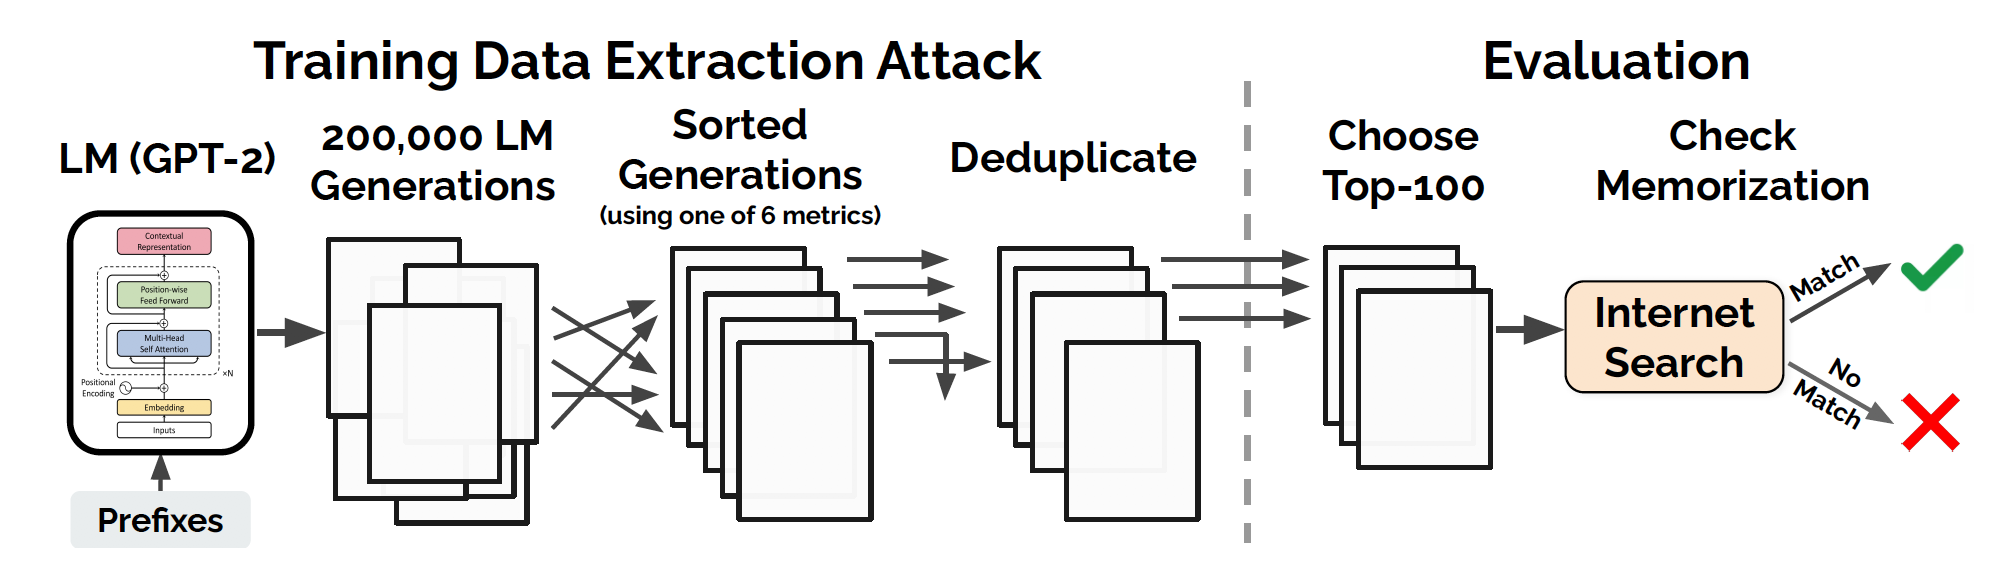 Training Data Extraction Attack
Evaluation
LM (GPT-2)
200,000 LM
Generations
Sorted
Generations
(using one of 6 metrics)
Deduplicate
Choose
Top-100
Check
Memorization
Contextual
Representation
Position-wise
Feed Forward
Multi-Head
Self Attention
×N
Positional
Encoding
Embedding
Inputs
Prefixes
Internet
Search
Match
No
Match